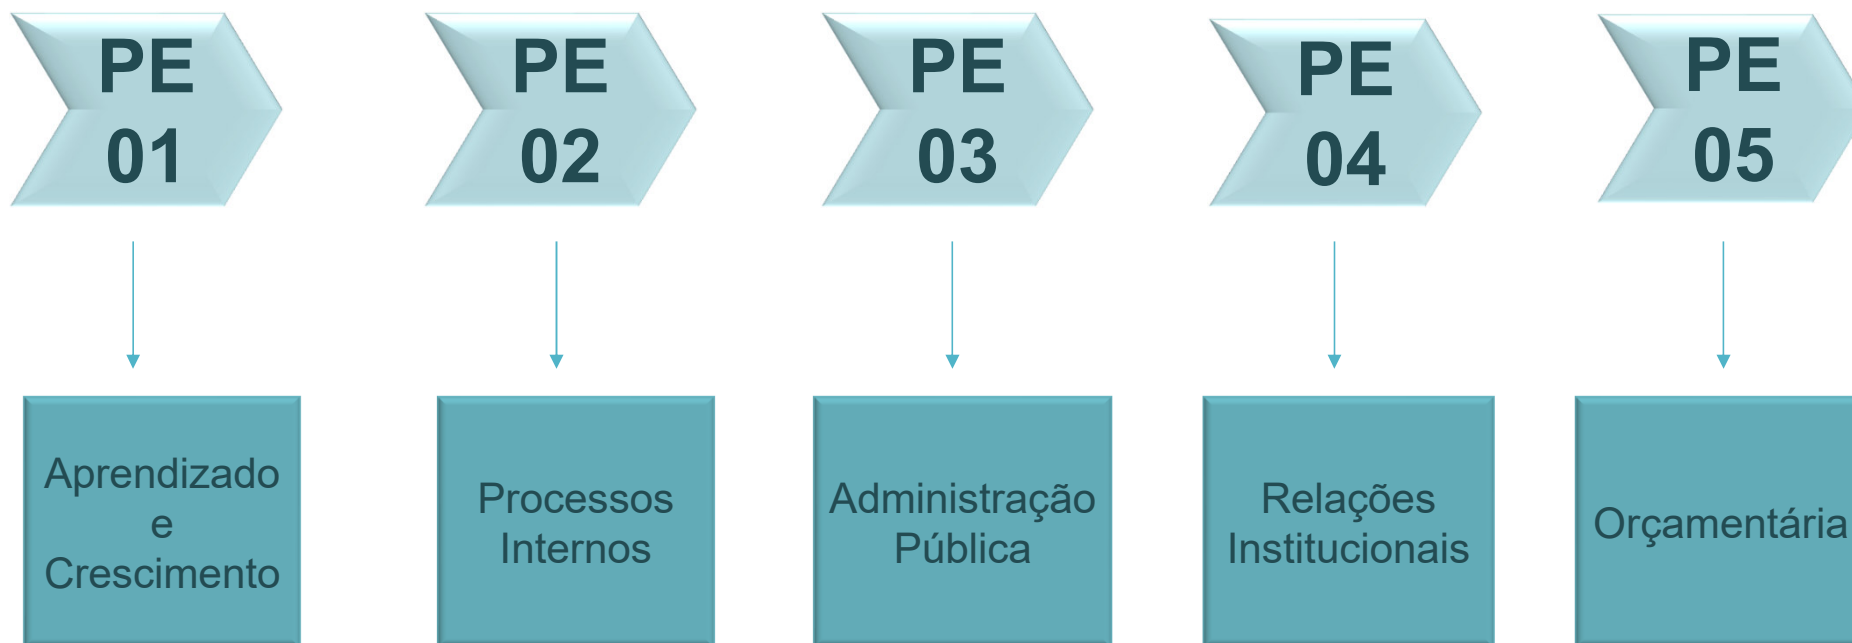 PE
01
PE
02
PE
03
PE
04
PE
05
Aprendizado
e
Crescimento
Processos
Internos
Administração
Pública
Relações
Institucionais
Orçamentária